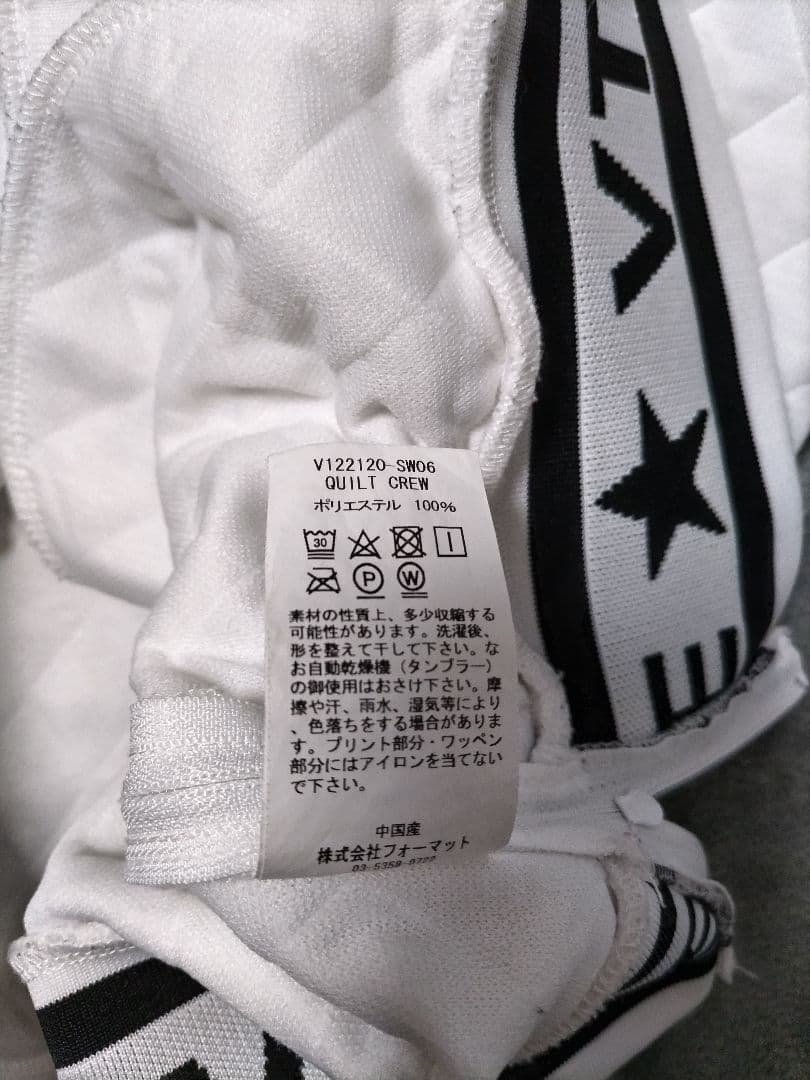 V122120-SW06
QUILT CREW
ポリエステル 100%
30
P W
素材の性質上、多少収縮する
可能性があります。洗濯後、
形を整えて干して下さい。な
お自動乾燥機（タンブラー）
の御使用はおさけ下さい。摩
擦や汗、雨水、湿気等により
、色落ちをする場合がありま
す。プリント部分・ワッペン
部分にはアイロンを当てない
で下さい。
中国産
株式会社フォーマット
03-5358-9722
VT
E